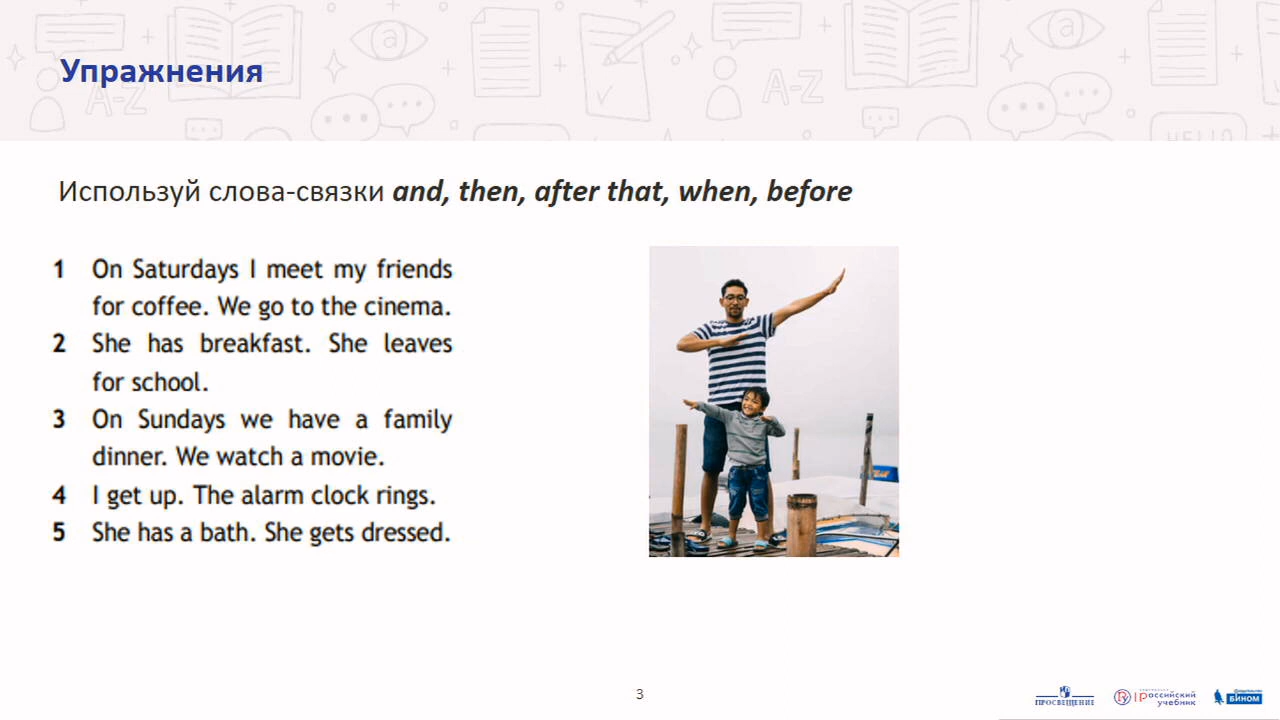 Упражнения
Используй слова-связки and, then, after that, when, before
1 On Saturdays I meet my friends
for coffee. We go to the cinema.
2 She has breakfast. She leaves
for school.
3 On Sundays we have a family
dinner. We watch a movie.
4 I get up. The alarm clock rings.
5 She has a bath. She gets dressed.
3
ПРОСВЕЩЕНИЕ
российский
учебник
БИНОМ